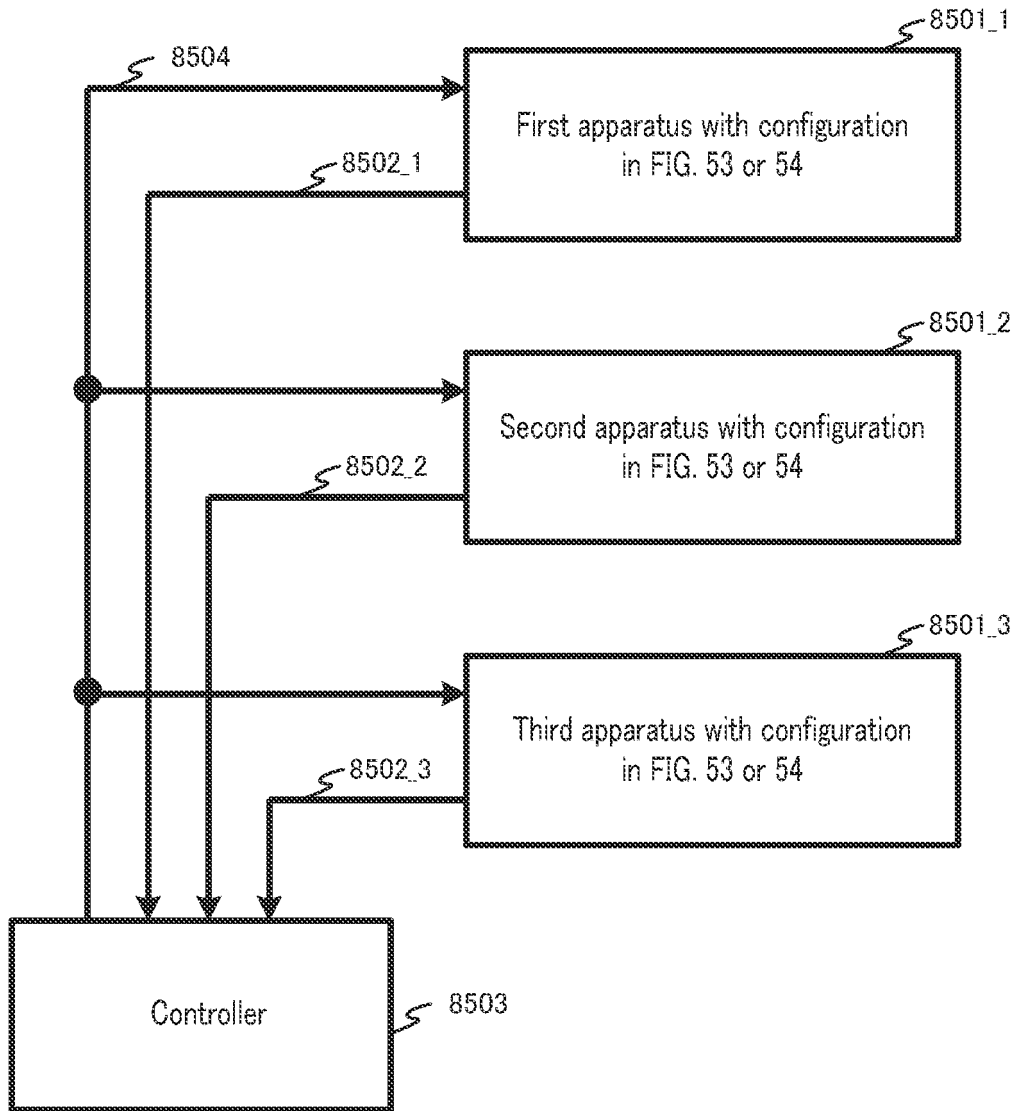 8501_1
8504
First apparatus with configuration
in FIG. 53 or 54
8502_1
8501_2
Second apparatus with configuration
in FIG. 53 or 54
8502_2
8501_3
Third apparatus with configuration
in FIG. 53 or 54
8502_3
Controller
8503